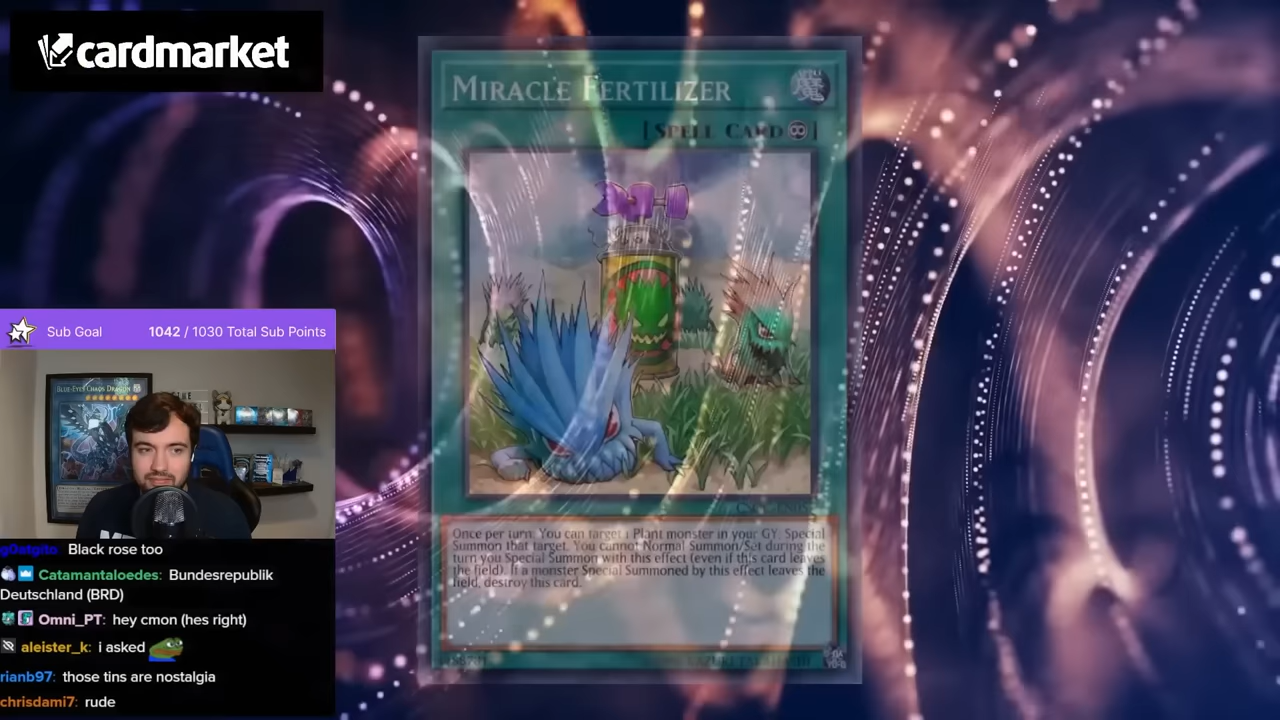 cardmarket
MIRACLE FERTILIZER
魔
[SPELL CARD]
Once per turn: You can target 1 Plant monster in your GY; Special
Summon that target. You cannot Normal Summon/Set during the
turn you Special Summon with this effect (even if this card leaves
the field). If a monster Special Summoned by this effect leaves the
field, destroy this card.
Sub Goal 1042 / 1030 Total Sub Points
BLUE-EYES CHAOS DRAGON
g0atgito: Black rose too
Catamantaloedes: Bundesrepublik
Deutschland (BRD)
Omni_PT: hey cmon (hes right)
aleister_k: i asked
rianb97: those tins are nostalgia
chrisdami7: rude